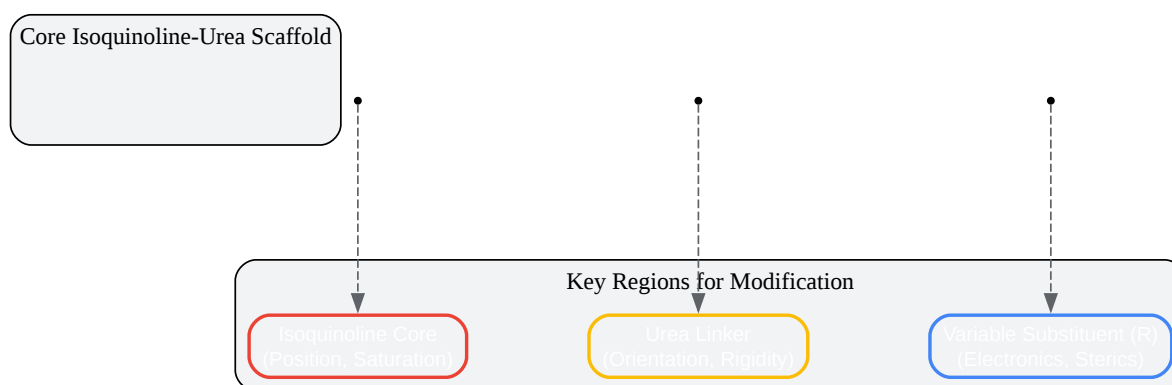 Core Isoquinoline-Urea Scaffold
Key Regions for Modification
Isoquinoline Core
(Position, Saturation)
Urea Linker
(Orientation, Rigidity)
Variable Substituent (R)
(Electronics, Sterics)